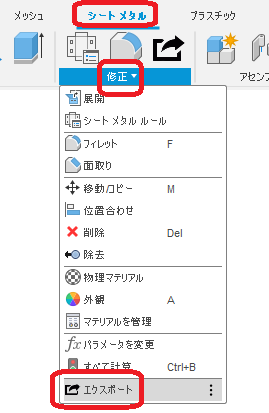 メッシュ シート メタル プラスチック
修正▼ アセン
展開
シート メタル ルール
フィレット F
面取り
移動/コピー M
位置合わせ
削除 Del
除去
物理マテリアル
外観 A
マテリアルを管理
fx パラメータを変更
すべて計算 Ctrl+B
エクスポート